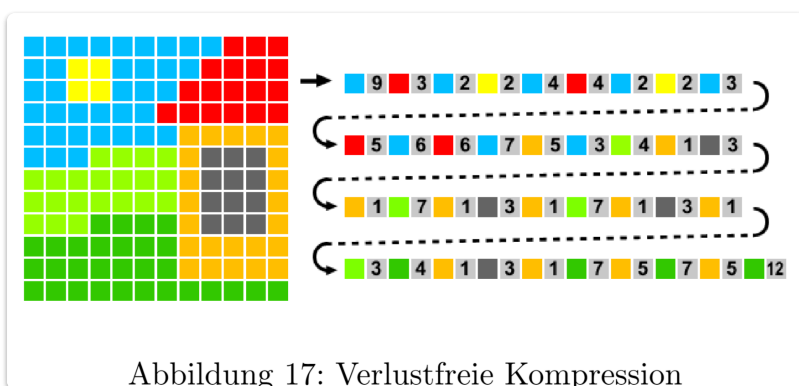 9 3 2 2 4 4 2 2 3
5 6 6 7 5 3 4 1 3
1 7 1 3 1 7 1 3 1
3 4 1 3 1 7 5 7 5 12
Abbildung 17: Verlustfreie Kompression